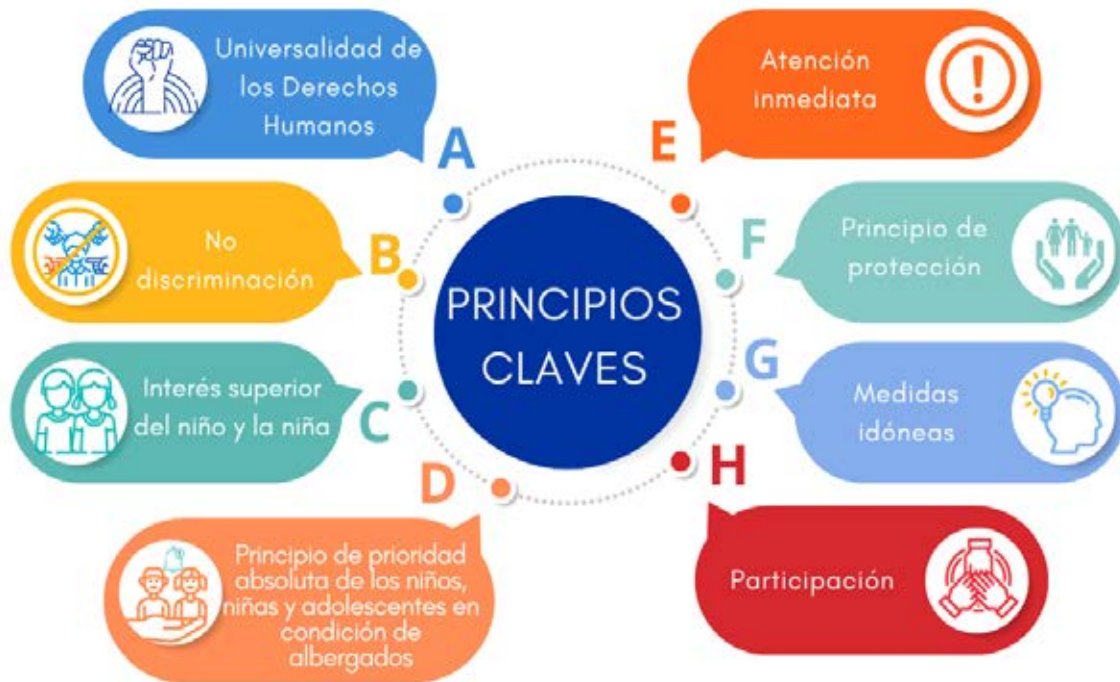 Universalidad de
los Derechos
Humanos
A
No
discriminación
B
Interés superior
del niño y la niña
C
Principio de prioridad
absoluta de los niños,
niñas y adolescentes en
condición de
albergados
D
PRINCIPIOS
CLAVES
E
Atención
inmediata
F
Principio de
protección
G
Medidas
idóneas
H
Participación